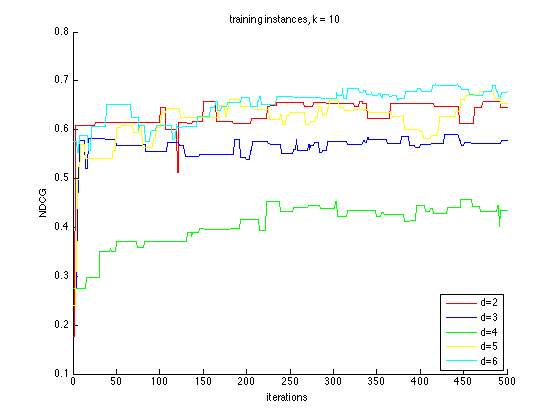 training instances, k = 10
0.8
0.7
0.6
0.5
0.4
0.3
0.2
0.1
NDCG
0 50 100 150 200 250 300 350 400 450 500
iterations
d=2
d=3
d=4
d=5
d=6